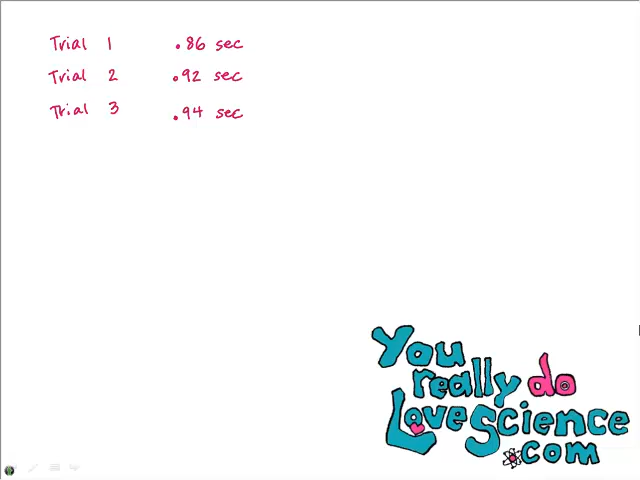 Trial 1 .86 sec
Trial 2 .92 sec
Trial 3 .94 sec
You
really do
Love Science
.com